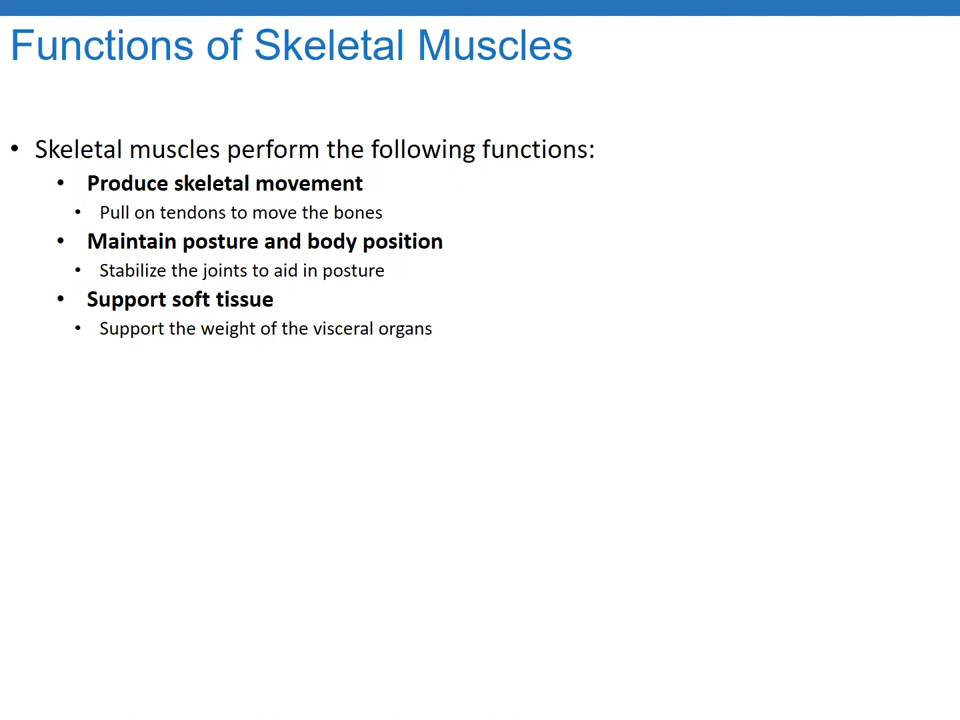 Functions of Skeletal Muscles
• Skeletal muscles perform the following functions:
• Produce skeletal movement
• Pull on tendons to move the bones
• Maintain posture and body position
• Stabilize the joints to aid in posture
• Support soft tissue
• Support the weight of the visceral organs